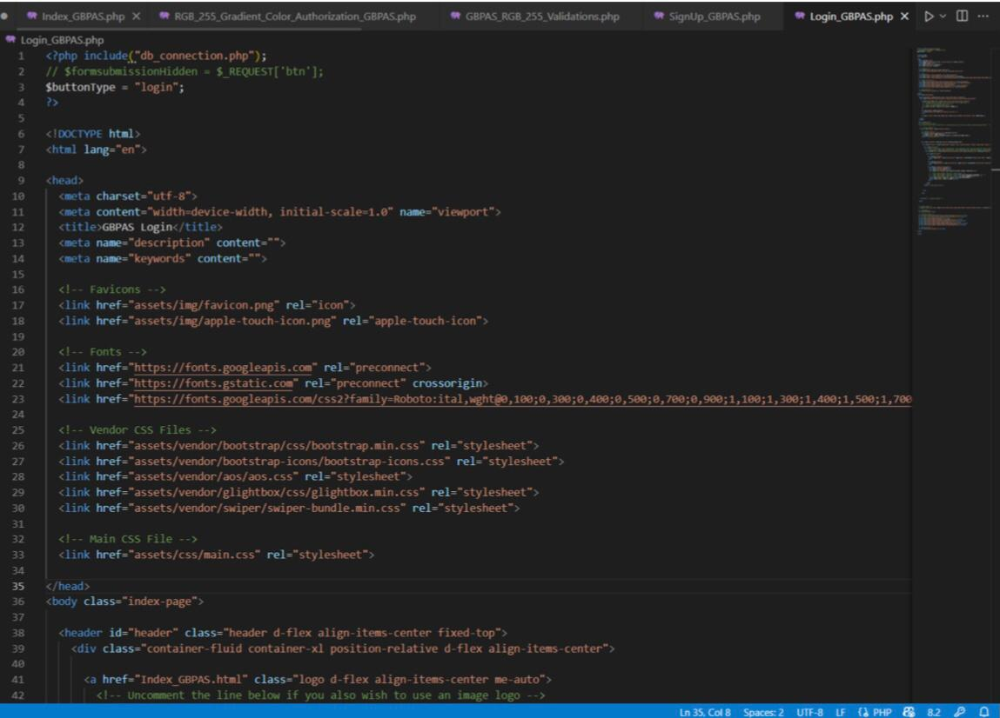 Index_GBPAS.php
RGB_255_Gradient_Color_Authorization_GBPAS.php
GBPAS_RGB_255_Validations.php
SignUp_GBPAS.php
Login_GBPAS.php
Login_GBPAS.php
1 <?php include("db_connection.php");
2 // $formsubmissionHidden = $_REQUEST['btn'];
3 $buttonType = "login";
4 ?>
5
6 <!DOCTYPE html>
7 <html lang="en">
8
9 <head>
10 <meta charset="utf-8">
11 <meta content="width=device-width, initial-scale=1.0" name="viewport">
12 <title>GBPAS Login</title>
13 <meta name="description" content="">
14 <meta name="keywords" content="">
15
16 <!-- Favicons -->
17 <link href="assets/img/favicon.png" rel="icon">
18 <link href="assets/img/apple-touch-icon.png" rel="apple-touch-icon">
19
20 <!-- Fonts -->
21 <link href="https://fonts.googleapis.com" rel="preconnect">
22 <link href="https://fonts.gstatic.com" rel="preconnect" crossorigin>
23 <link href="https://fonts.googleapis.com/css2?family=Roboto:ital,wght@0,100;0,300;0,400;0,500;0,700;0,900;1,100;1,300;1,400;1,500;1,700
24
25 <!-- Vendor CSS Files -->
26 <link href="assets/vendor/bootstrap/css/bootstrap.min.css" rel="stylesheet">
27 <link href="assets/vendor/bootstrap-icons/bootstrap-icons.css" rel="stylesheet">
28 <link href="assets/vendor/aos/aos.css" rel="stylesheet">
29 <link href="assets/vendor/glightbox/css/glightbox.min.css" rel="stylesheet">
30 <link href="assets/vendor/swiper/swiper-bundle.min.css" rel="stylesheet">
31
32 <!-- Main CSS File -->
33 <link href="assets/css/main.css" rel="stylesheet">
34
35 </head>
36 <body class="index-page">
37
38 <header id="header" class="header d-flex align-items-center fixed-top">
39 <div class="container-fluid container-xl position-relative d-flex align-items-center">
40
41 <a href="Index_GBPAS.html" class="logo d-flex align-items-center me-auto">
42 <!-- Uncomment the line below if you also wish to use an image logo -->
Ln 35, Col 8 Spaces: 2 UTF-8 LF PHP 8.2